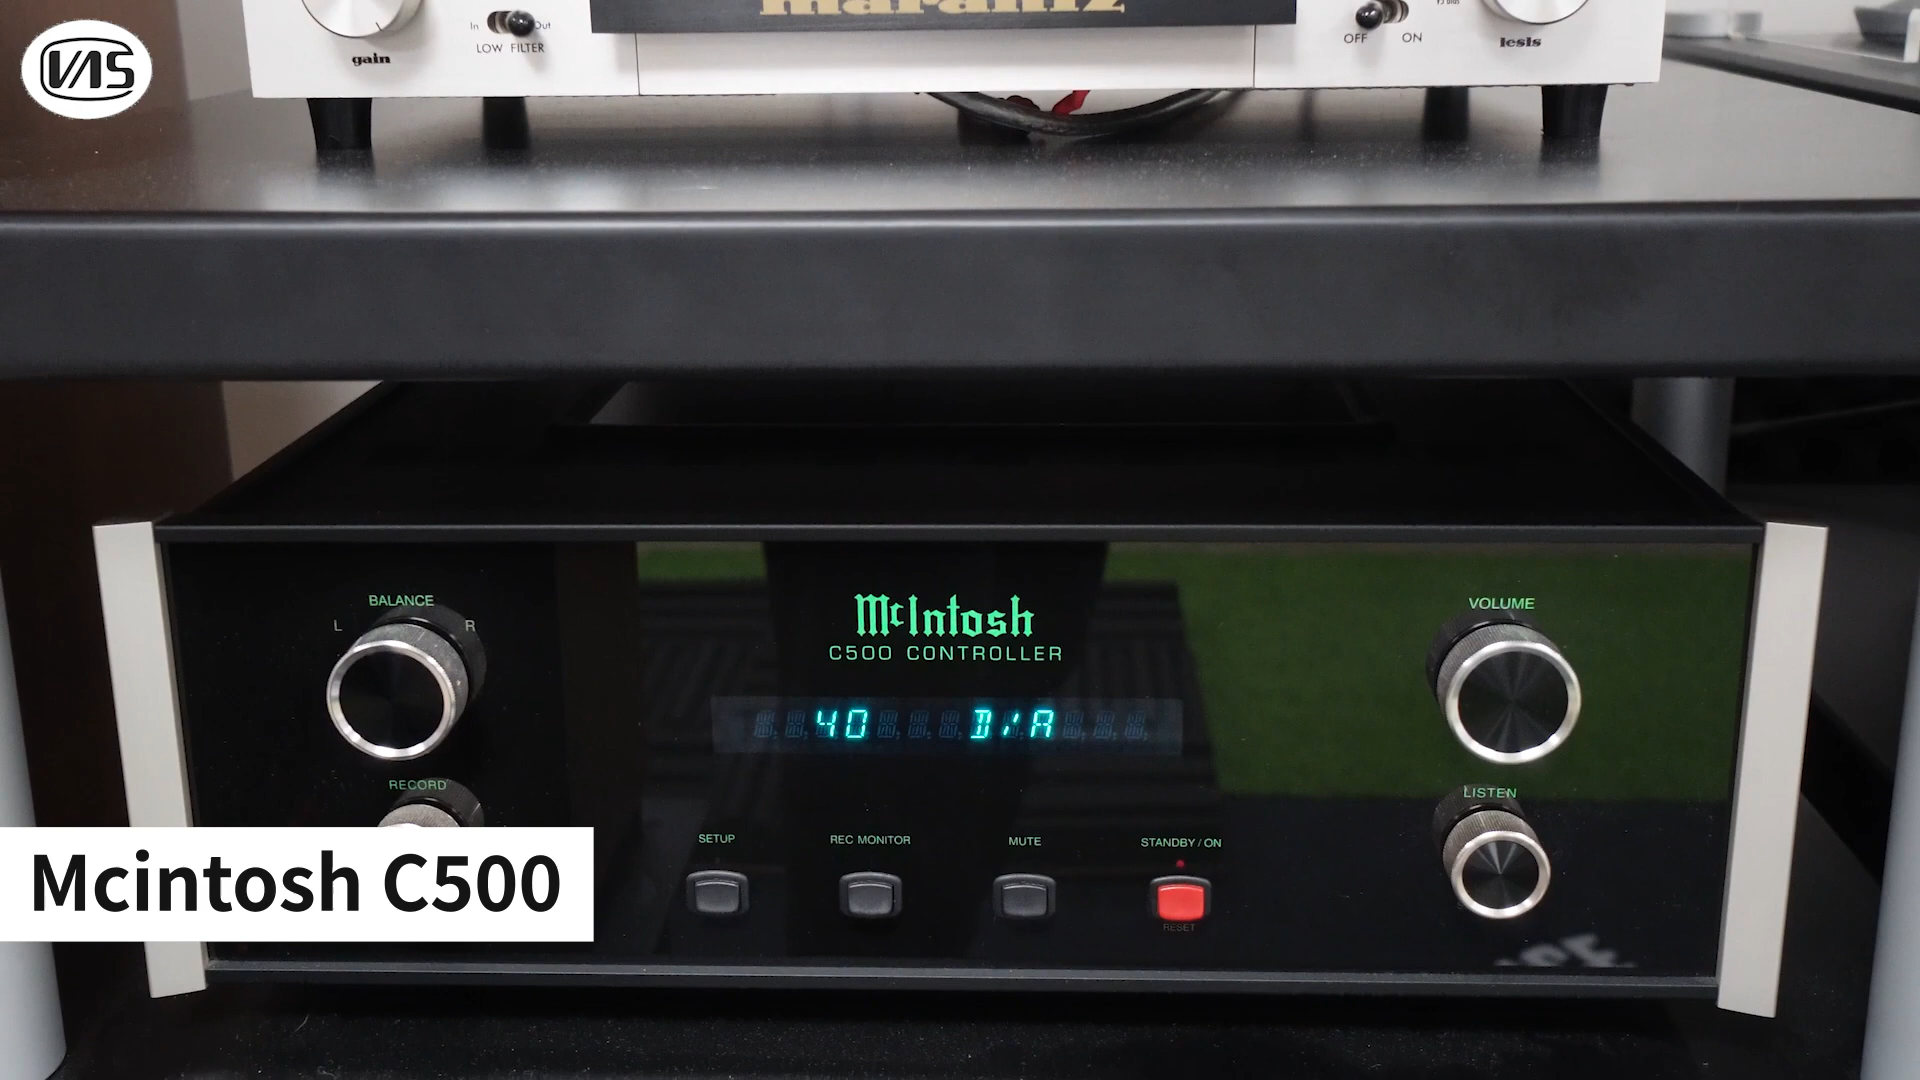 VAS
marantz
In
Out
LOW FILTER
gain
OFF
ON
BALANCE
L
R
McIntosh
C500 CONTROLLER
VOLUME
40 D/A
RECORD
LISTEN
SETUP
REC MONITOR
MUTE
STANDBY / ON
RESET
Mcintosh C500